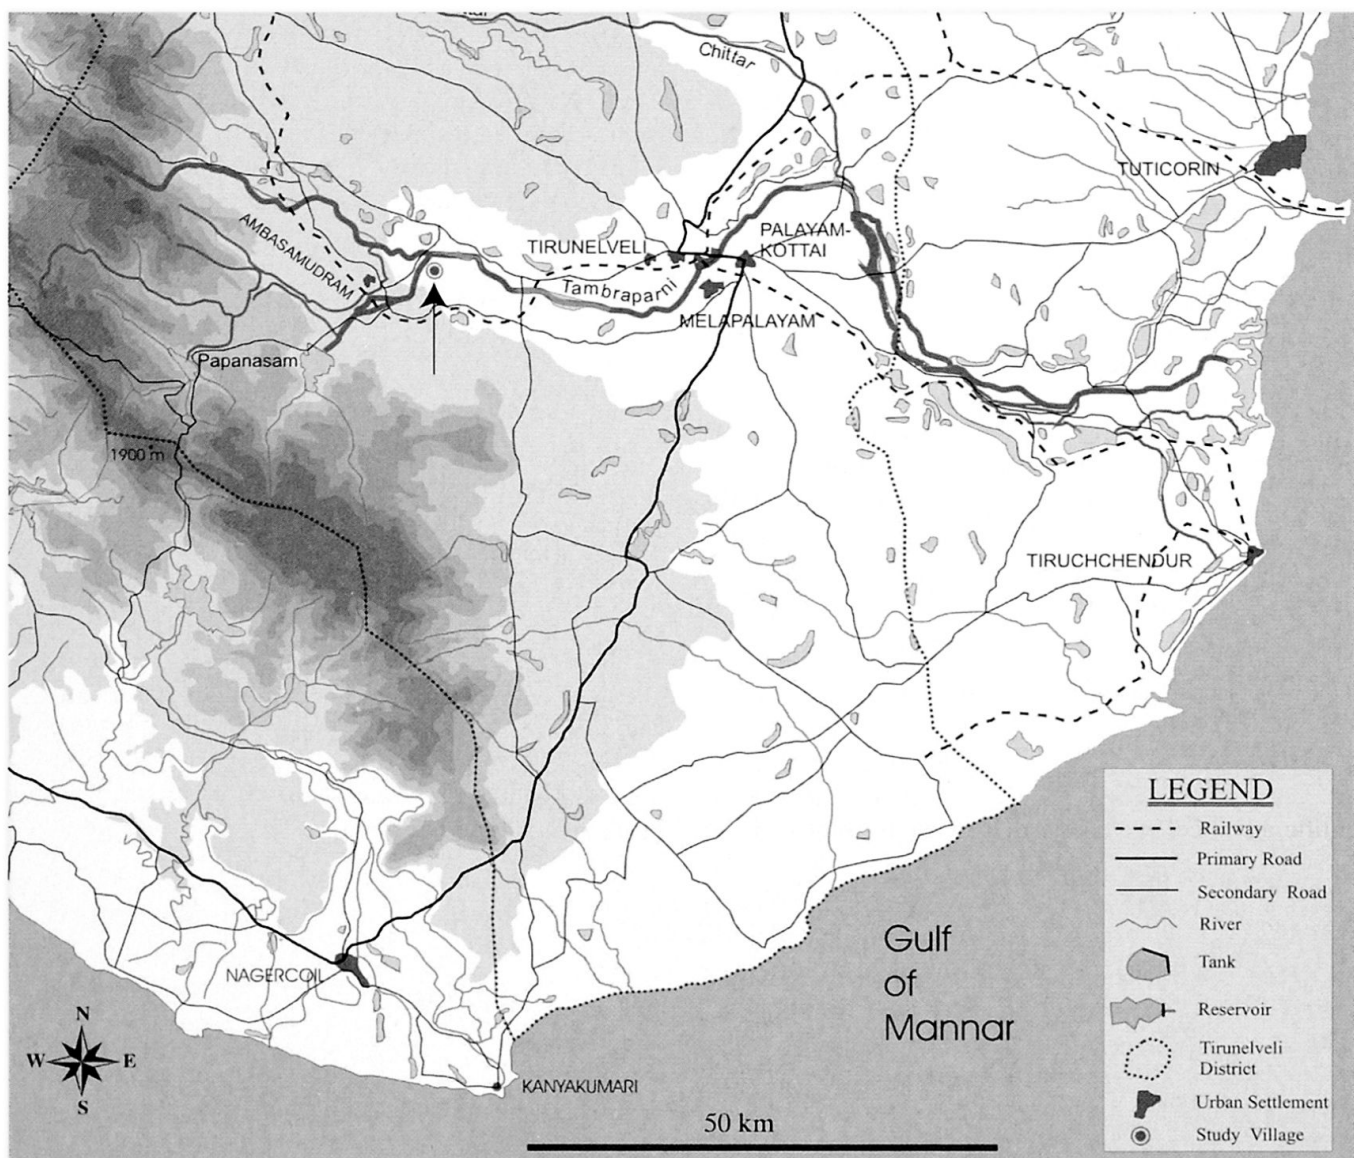 Chittar
TUTICORIN
AMBASAMUDRAM
TIRUNELVELI
PALAYAM-
KOTTAI
Tambraparni
MELAPALAYAM
Papanasam
1900 m
TIRUCHCHENDUR
NAGERCOIL
KANYAKUMARI
Gulf
of
Mannar
N
W E
S
50 km
LEGEND
Railway
Primary Road
Secondary Road
River
Tank
Reservoir
Tirunelveli
District
Urban Settlement
Study Village